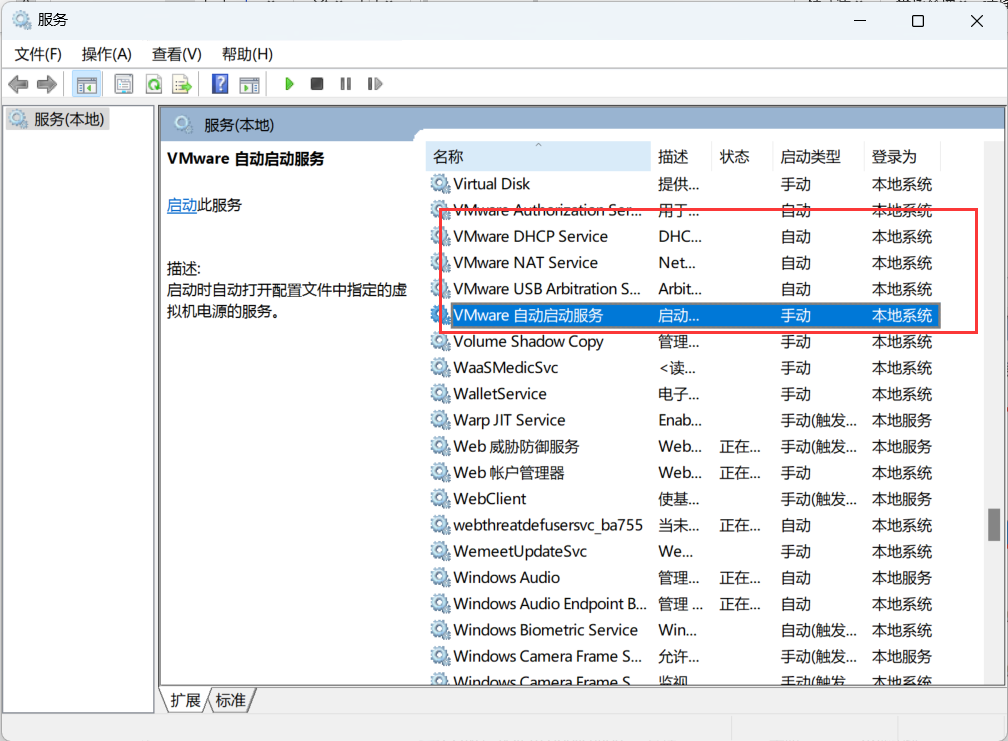 服务
文件(F) 操作(A) 查看(V) 帮助(H)
服务(本地)
服务(本地)
VMware 自动启动服务
启动此服务
描述:
启动时自动打开配置文件中指定的虚
拟机电源的服务。
名称 描述 状态 启动类型 登录为
Virtual Disk 提供... 手动 本地系统
VMware Authorization Ser... 用于... 自动 本地系统
VMware DHCP Service DHC... 自动 本地系统
VMware NAT Service Net... 自动 本地系统
VMware USB Arbitration S... Arbit... 自动 本地系统
VMware 自动启动服务 启动... 手动 本地系统
Volume Shadow Copy 管理... 手动 本地系统
WaaSMedicSvc <读... 手动 本地系统
WalletService 电子... 手动 本地系统
Warp JIT Service Enab... 手动(触发... 本地服务
Web 威胁防御服务 Web... 正在... 手动(触发... 本地服务
Web 帐户管理器 Web... 正在... 手动 本地系统
WebClient 使基... 手动(触发... 本地服务
webthreatdefusersvc_ba755 当未... 正在... 自动 本地系统
WemeetUpdateSvc We... 手动 本地系统
Windows Audio 管理... 正在... 自动 本地服务
Windows Audio Endpoint B... 管理 ... 正在... 自动 本地系统
Windows Biometric Service Win... 自动(触发... 本地系统
Windows Camera Frame S... 允许... 手动(触发... 本地服务
Windows Camera Frame S... 监视... 手动(触发... 本地系统
扩展 标准